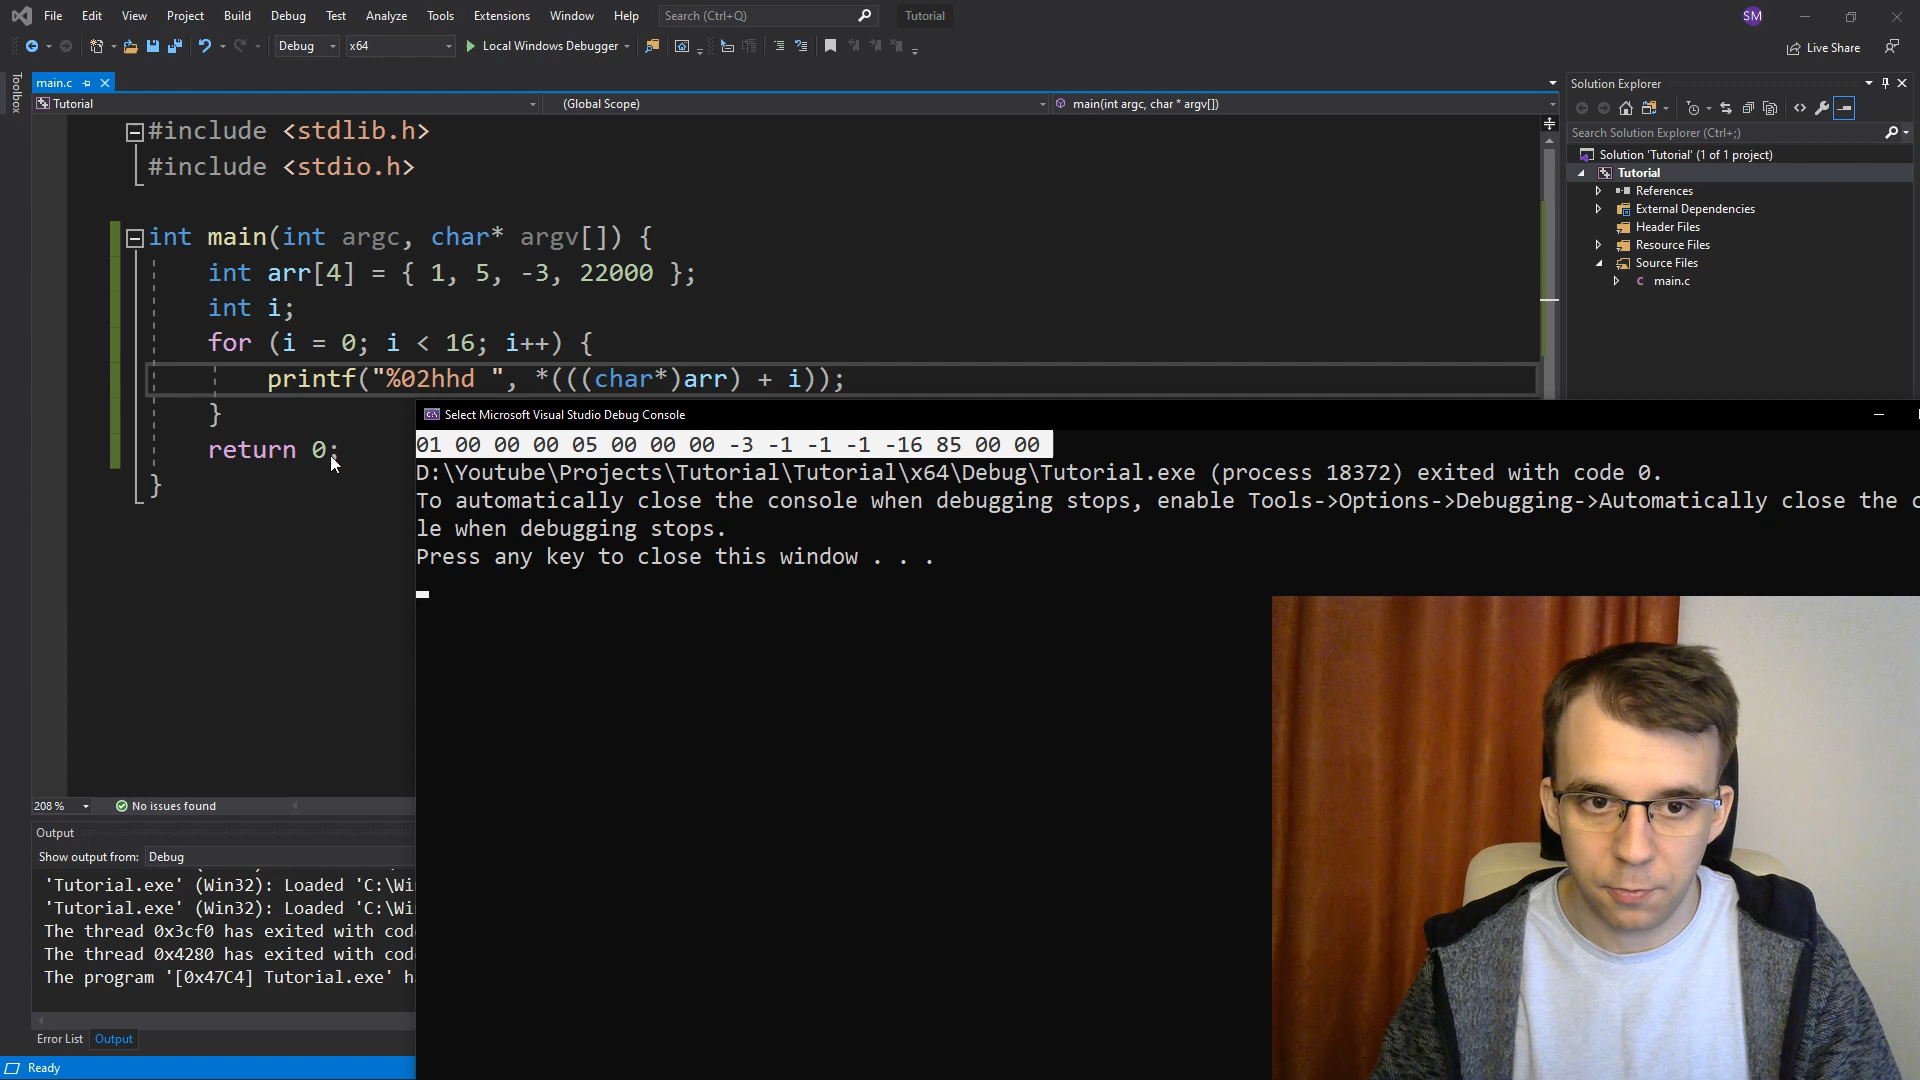 File Edit View Project Build Debug Test Analyze Tools Extensions Window Help Search (Ctrl+Q) Tutorial SM
Debug x64 Local Windows Debugger Live Share
Toolbox
main.c
Tutorial (Global Scope) main(int argc, char * argv[])
#include <stdlib.h>
#include <stdio.h>
int main(int argc, char* argv[]) {
int arr[4] = { 1, 5, -3, 22000 };
int i;
for (i = 0; i < 16; i++) {
printf("%02hhd ", *(((char*)arr) + i));
}
return 0;
}
208 % No issues found
Output
Show output from: Debug
'Tutorial.exe' (Win32): Loaded 'C:\Wi
'Tutorial.exe' (Win32): Loaded 'C:\Wi
The thread 0x3cf0 has exited with cod
The thread 0x4280 has exited with cod
The program '[0x47C4] Tutorial.exe' h
Error List Output
Ready
Select Microsoft Visual Studio Debug Console
01 00 00 00 05 00 00 00 -3 -1 -1 -1 -16 85 00 00
D:\Youtube\Projects\Tutorial\Tutorial\x64\Debug\Tutorial.exe (process 18372) exited with code 0.
To automatically close the console when debugging stops, enable Tools->Options->Debugging->Automatically close the c
le when debugging stops.
Press any key to close this window . . .
Solution Explorer
Search Solution Explorer (Ctrl+;)
Solution 'Tutorial' (1 of 1 project)
Tutorial
References
External Dependencies
Header Files
Resource Files
Source Files
main.c